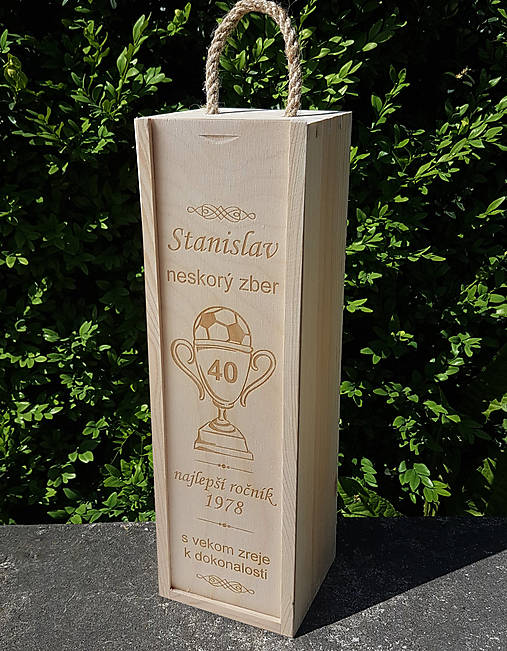 Stanislav
neskorý zber
40
najlepší ročník
1978
s vekom zreje
k dokonalosti